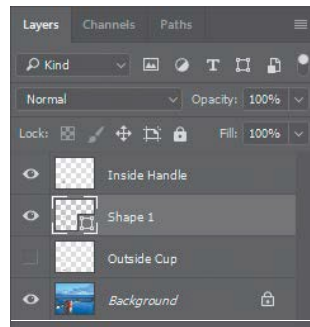 Layers Channels Paths
Kind
Normal Opacity: 100%
Lock: Fill: 100%
Inside Handle
Shape 1
Outside Cup
Background